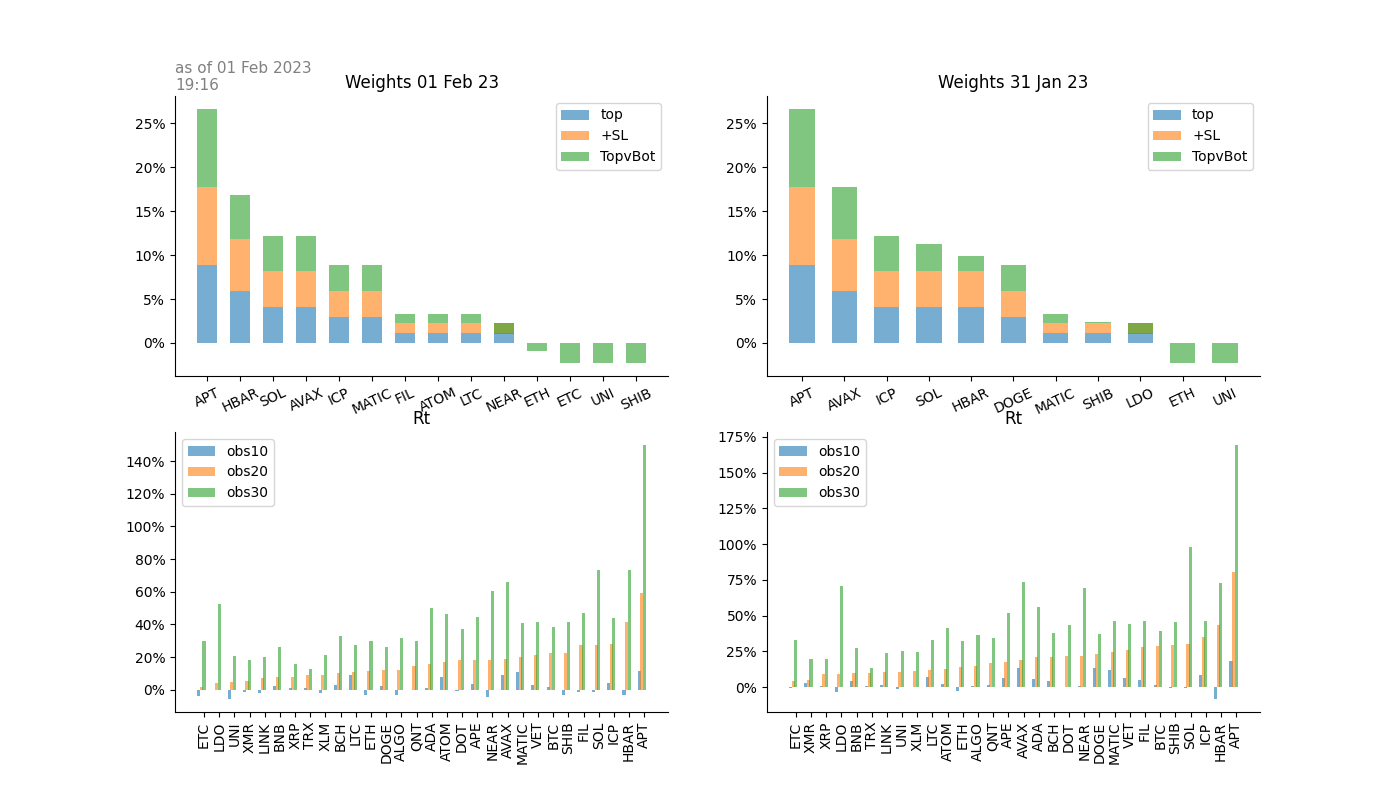 as of 01 Feb 2023
19:16
Weights 01 Feb 23
25%
20%
15%
10%
5%
0%
top
+SL
TopvBot
APT HBAR SOL AVAX ICP MATIC FIL ATOM LTC NEAR ETH ETC UNI SHIB
Weights 31 Jan 23
25%
20%
15%
10%
5%
0%
top
+SL
TopvBot
APT AVAX ICP SOL HBAR DOGE MATIC SHIB LDO ETH UNI
Rt
140%
120%
100%
80%
60%
40%
20%
0%
obs10
obs20
obs30
ETC LDO UNI XMR LINK BNB XRP TRX XLM BCH LTC ETH DOGE ALGO QNT ADA ATOM DOT APE NEAR AVAX MATIC VET BTC SHIB FIL SOL ICP HBAR APT
Rt
175%
150%
125%
100%
75%
50%
25%
0%
obs10
obs20
obs30
ETC XMR XRP LDO BNB TRX LINK UNI XLM LTC ATOM ETH ALGO QNT APE AVAX ADA BCH DOT NEAR DOGE MATIC VET FIL BTC SHIB SOL ICP HBAR APT